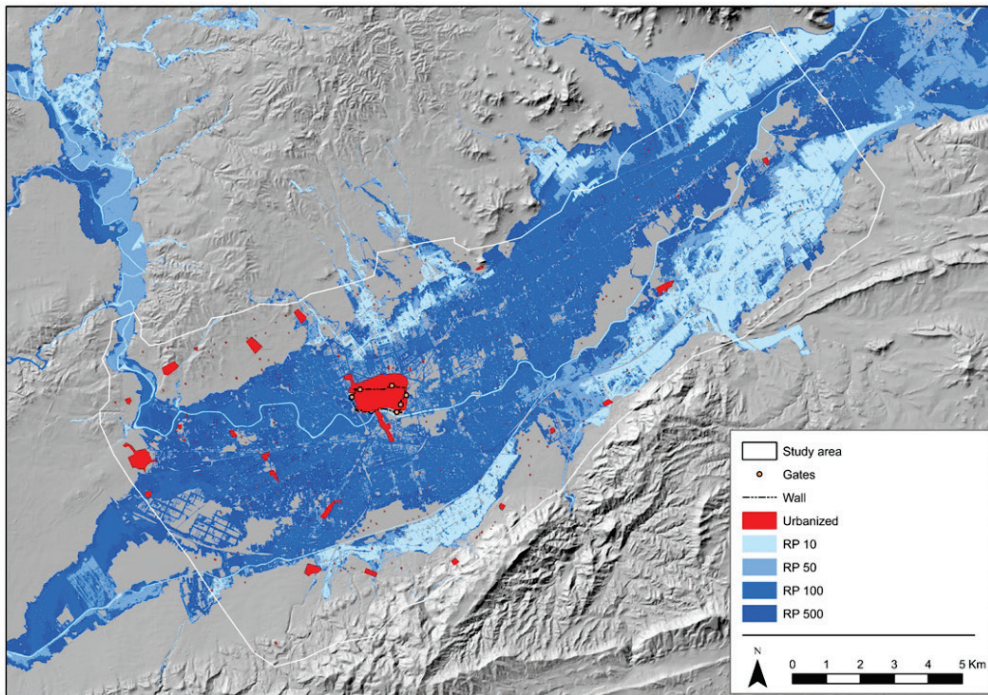 Study area
Gates
Wall
Urbanized
RP 10
RP 50
RP 100
RP 500
N
0 1 2 3 4 5 Km